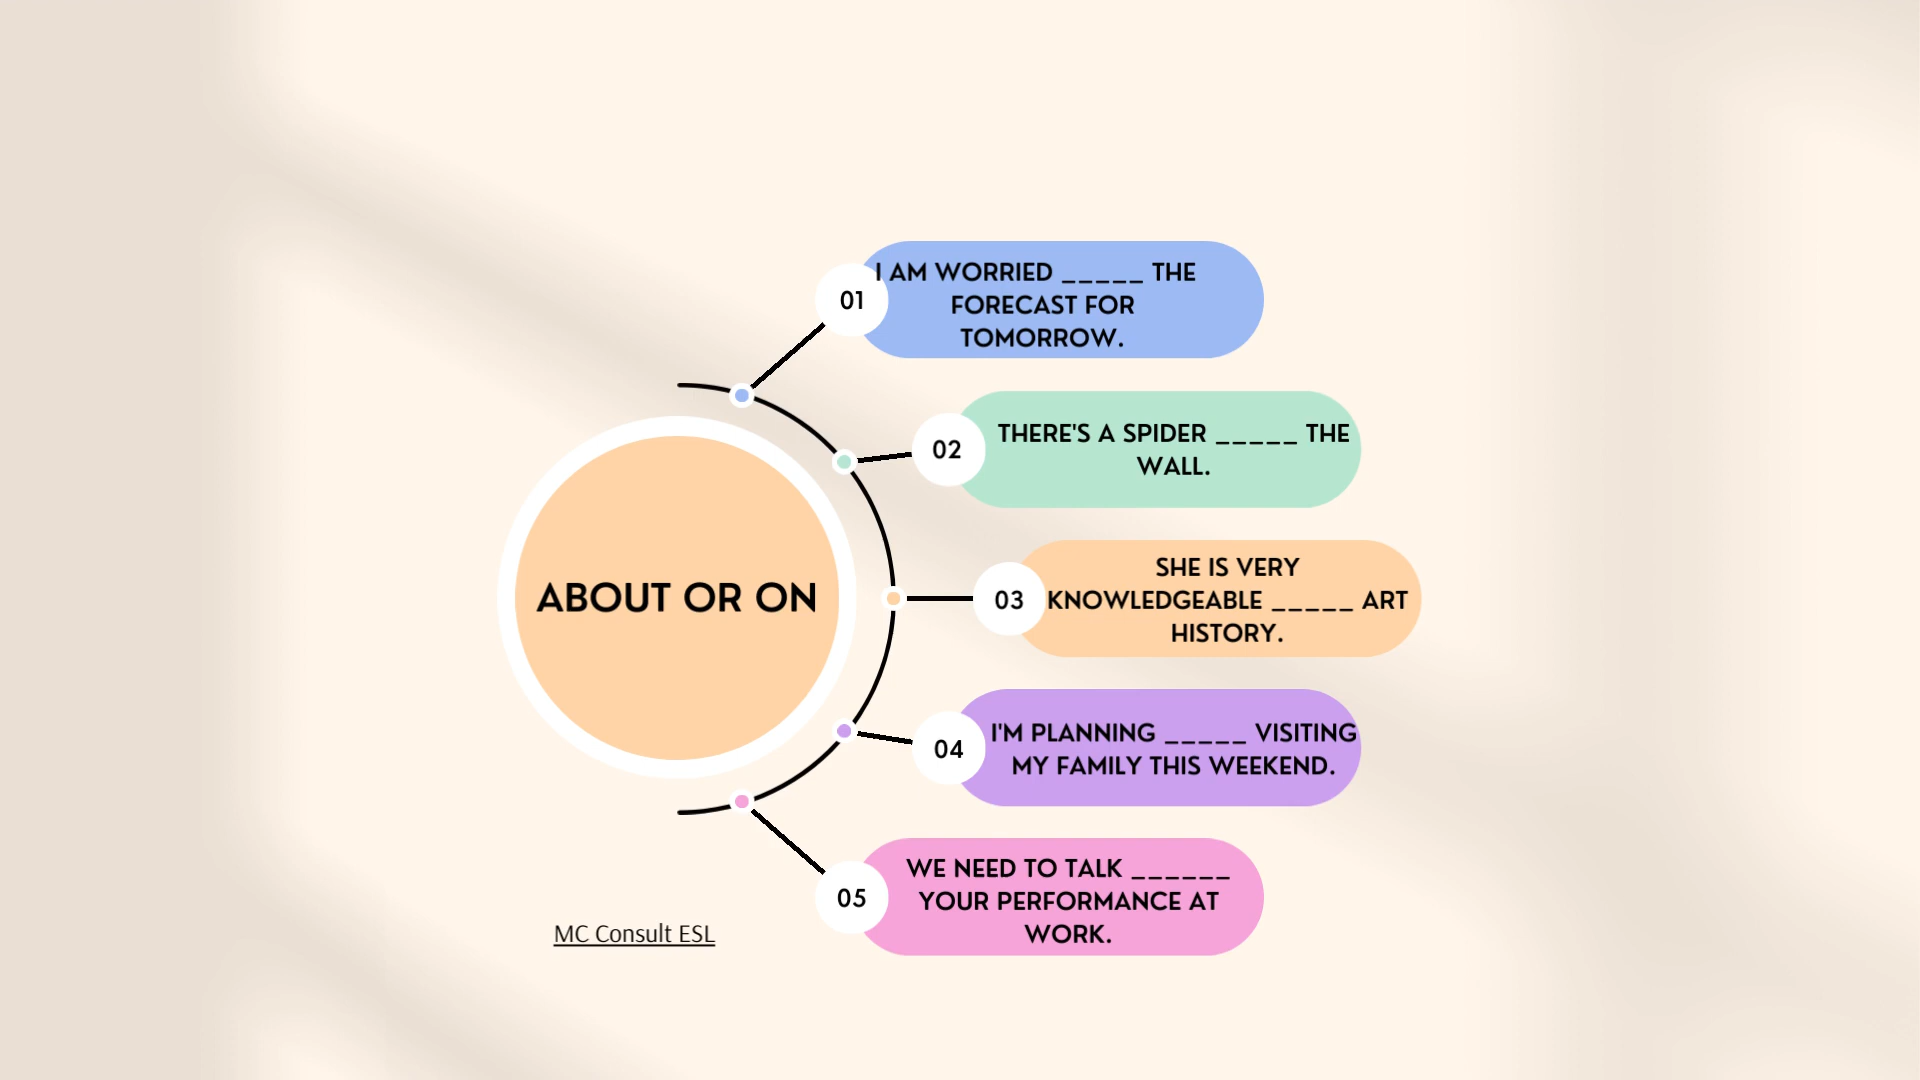 ABOUT OR ON
01
I AM WORRIED _____ THE
FORECAST FOR
TOMORROW.
02
THERE'S A SPIDER _____ THE
WALL.
03
SHE IS VERY
KNOWLEDGEABLE _____ ART
HISTORY.
04
I'M PLANNING _____ VISITING
MY FAMILY THIS WEEKEND.
05
WE NEED TO TALK ______
YOUR PERFORMANCE AT
WORK.
MC Consult ESL